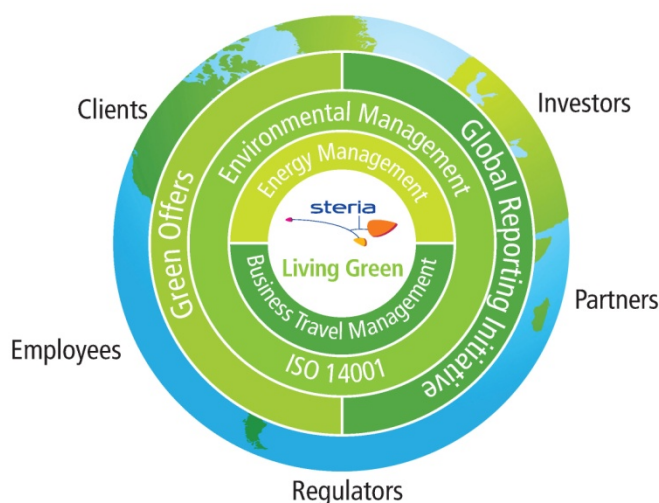 Clients
Investors
Environmental Management
Energy Management
Green Offers
Global Reporting Initiative
steria
Living Green
Business Travel Management
ISO 14001
Employees
Partners
Regulators